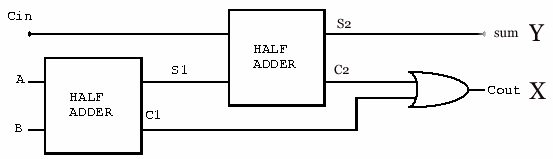 Cin
S2
sum Y
HALF
ADDER
A
S1
C2
HALF
ADDER
Cout X
B
C1